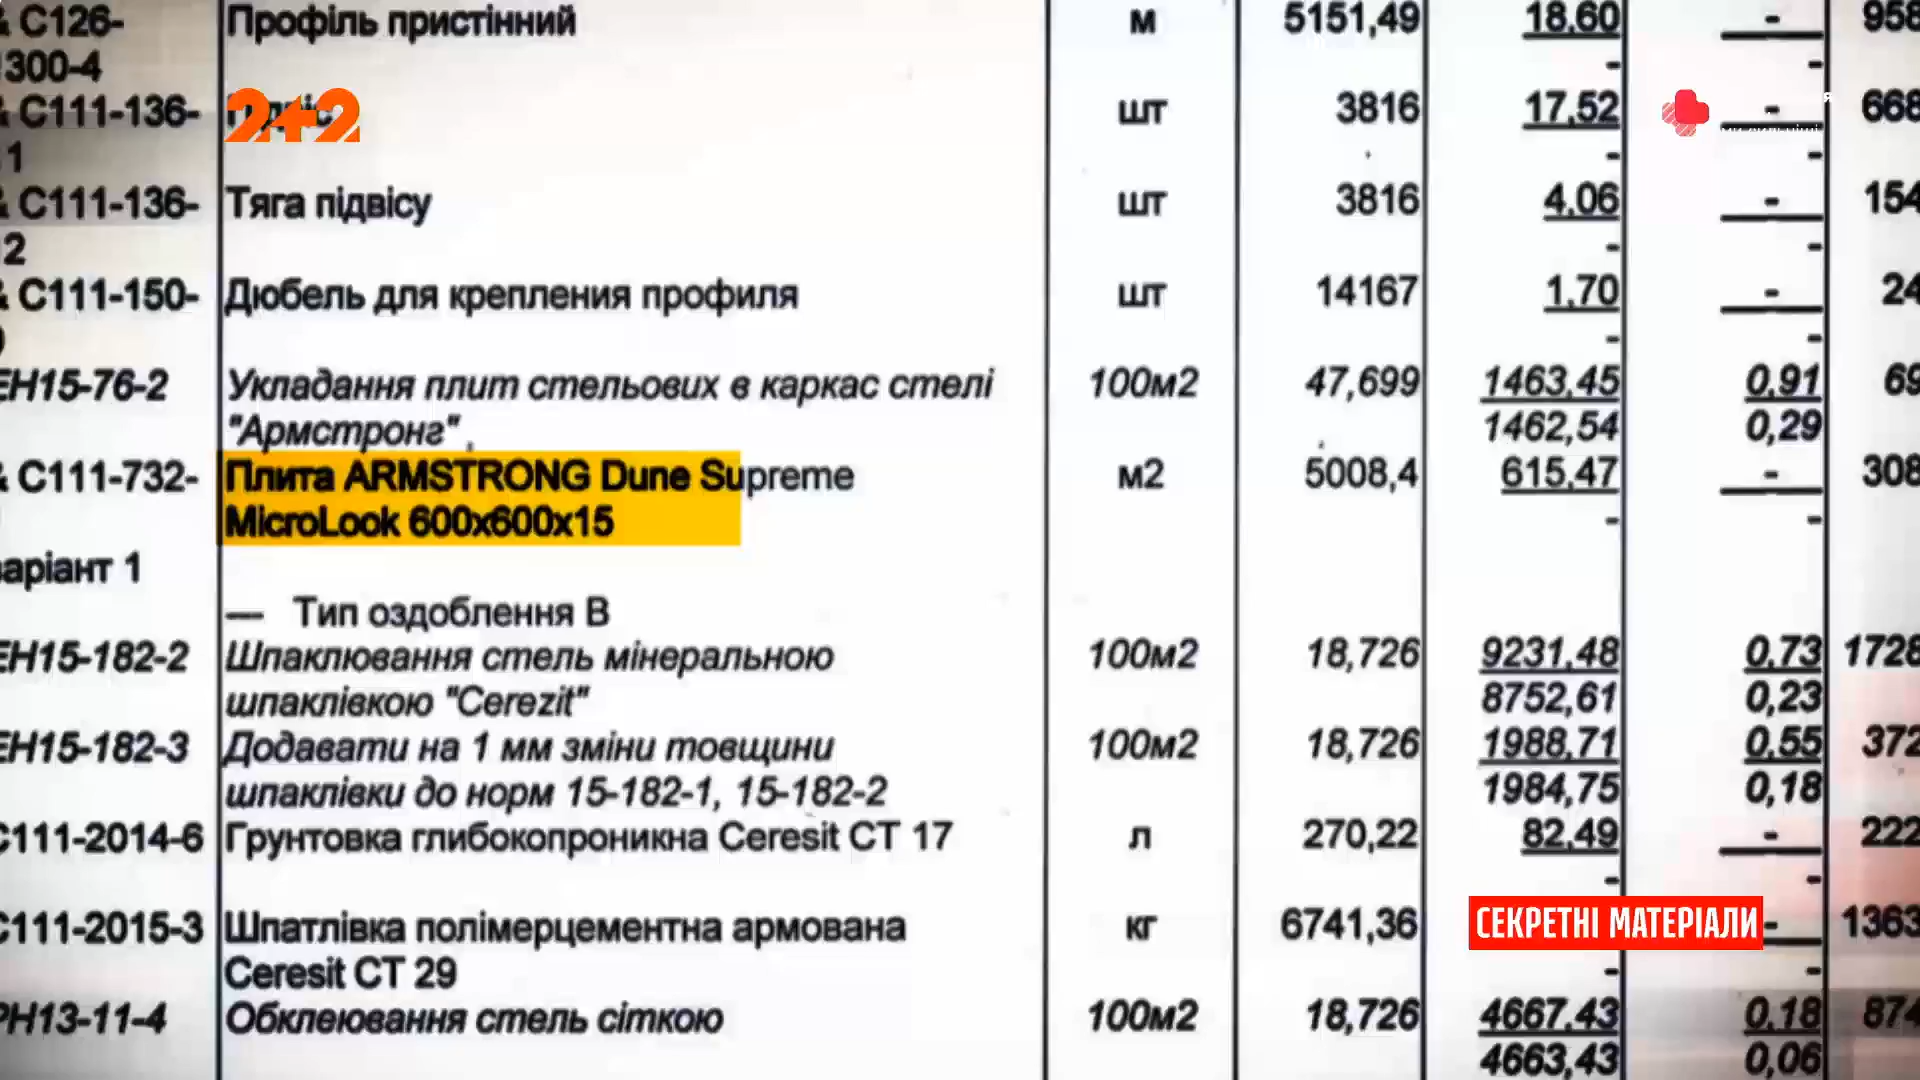 & С126-	Профіль пристінний	м	5151,49	18,60	-	958
300-4	-	-
& С111-136-	2+2	шт	3816	17,52	-	668
1	-	-
& С111-136-	Тяга підвісу	шт	3816	4,06	-	154
2	-	-
& С111-150-	Дюбель для крепления профиля	шт	14167	1,70	-	24
-	-
ЕН15-76-2	Укладання плит стельових в каркас стелі	100м2	47,699	1463,45	0,91	69
"Армстронг"	1462,54	0,29
& С111-732-	Плита ARMSTRONG Dune Supreme	м2	5008,4	615,47	-	308
MicroLook 600x600x15	-	-
аріант 1
— Тип оздоблення В
ЕН15-182-2	Шпаклювання стель мінеральною	100м2	18,726	9231,48	0,73	1728
шпаклівкою "Cerezit"	8752,61	0,23
ЕН15-182-3	Додавати на 1 мм зміни товщини	100м2	18,726	1988,71	0,55	372
шпаклівки до норм 15-182-1, 15-182-2	1984,75	0,18
С111-2014-6	Грунтовка глибокопроникна Ceresit CT 17	л	270,22	82,49	-	222
-	-
С111-2015-3	Шпатлівка полімерцементна армована	кг	6741,36	СЕКРЕТНІ МАТЕРІАЛИ	-	1363
Ceresit CT 29	-	-
РН13-11-4	Обклеювання стель сіткою	100м2	18,726	4667,43	0,18	874
4663,43	0,06